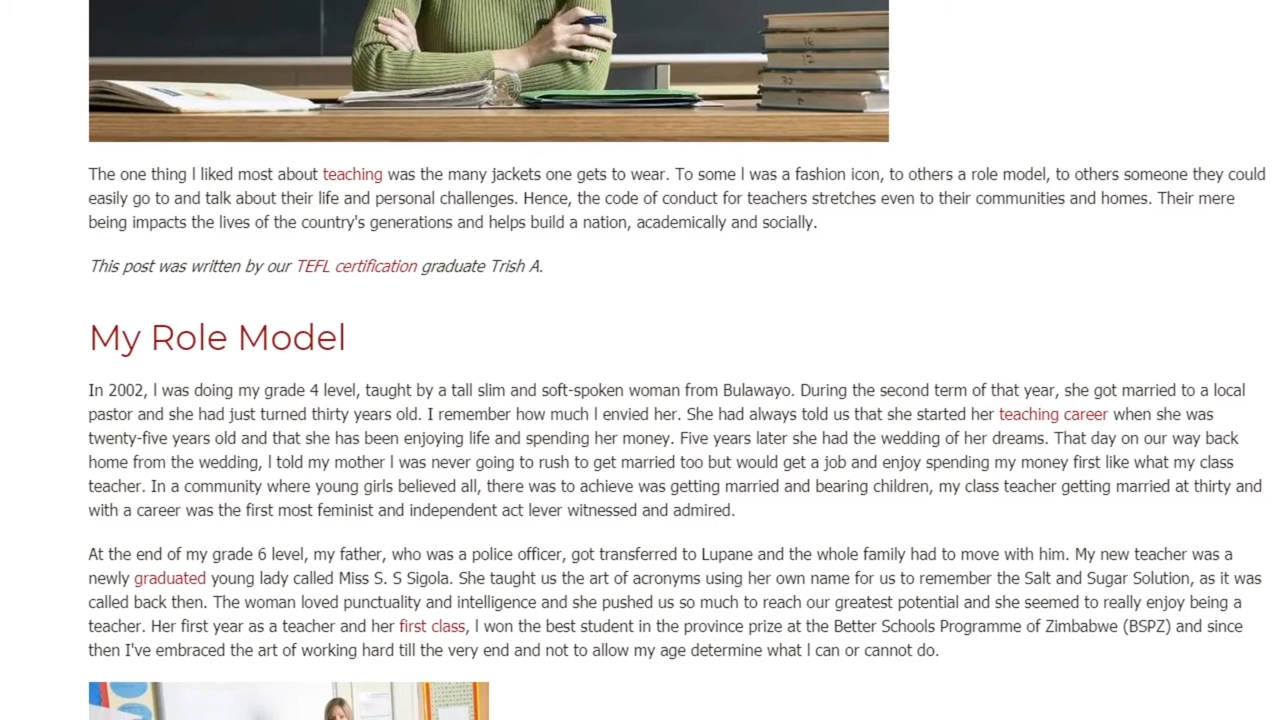 16
12
72
The one thing I liked most about teaching was the many jackets one gets to wear. To some I was a fashion icon, to others a role model, to others someone they could
easily go to and talk about their life and personal challenges. Hence, the code of conduct for teachers stretches even to their communities and homes. Their mere
being impacts the lives of the country's generations and helps build a nation, academically and socially.
This post was written by our TEFL certification graduate Trish A.
My Role Model
In 2002, I was doing my grade 4 level, taught by a tall slim and soft-spoken woman from Bulawayo. During the second term of that year, she got married to a local
pastor and she had just turned thirty years old. I remember how much I envied her. She had always told us that she started her teaching career when she was
twenty-five years old and that she has been enjoying life and spending her money. Five years later she had the wedding of her dreams. That day on our way back
home from the wedding, I told my mother I was never going to rush to get married too but would get a job and enjoy spending my money first like what my class
teacher. In a community where young girls believed all, there was to achieve was getting married and bearing children, my class teacher getting married at thirty and
with a career was the first most feminist and independent act lever witnessed and admired.
At the end of my grade 6 level, my father, who was a police officer, got transferred to Lupane and the whole family had to move with him. My new teacher was a
newly graduated young lady called Miss S. S Sigola. She taught us the art of acronyms using her own name for us to remember the Salt and Sugar Solution, as it was
called back then. The woman loved punctuality and intelligence and she pushed us so much to reach our greatest potential and she seemed to really enjoy being a
teacher. Her first year as a teacher and her first class, I won the best student in the province prize at the Better Schools Programme of Zimbabwe (BSPZ) and since
then I've embraced the art of working hard till the very end and not to allow my age determine what I can or cannot do.